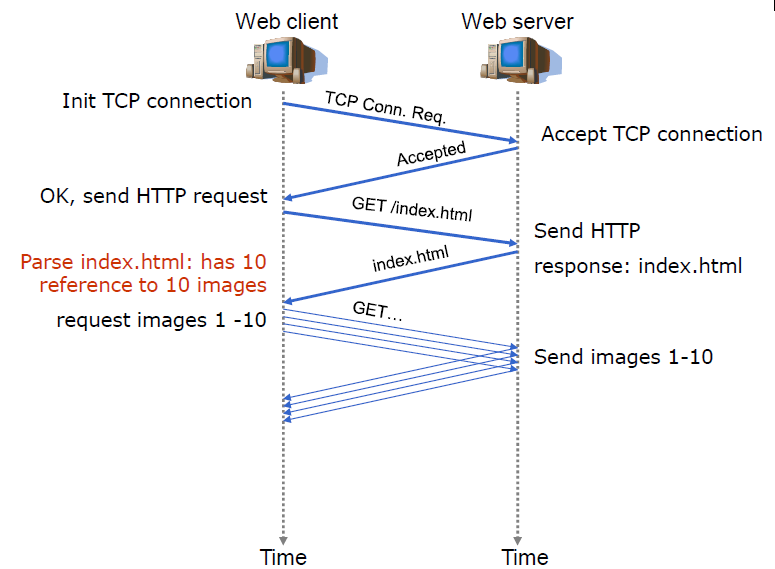 Web client
Web server
Init TCP connection
TCP Conn. Req.
Accept TCP connection
Accepted
OK, send HTTP request
GET /index.html
Send HTTP
response: index.html
index.html
Parse index.html: has 10
reference to 10 images
request images 1 -10
GET...
Send images 1-10
Time
Time